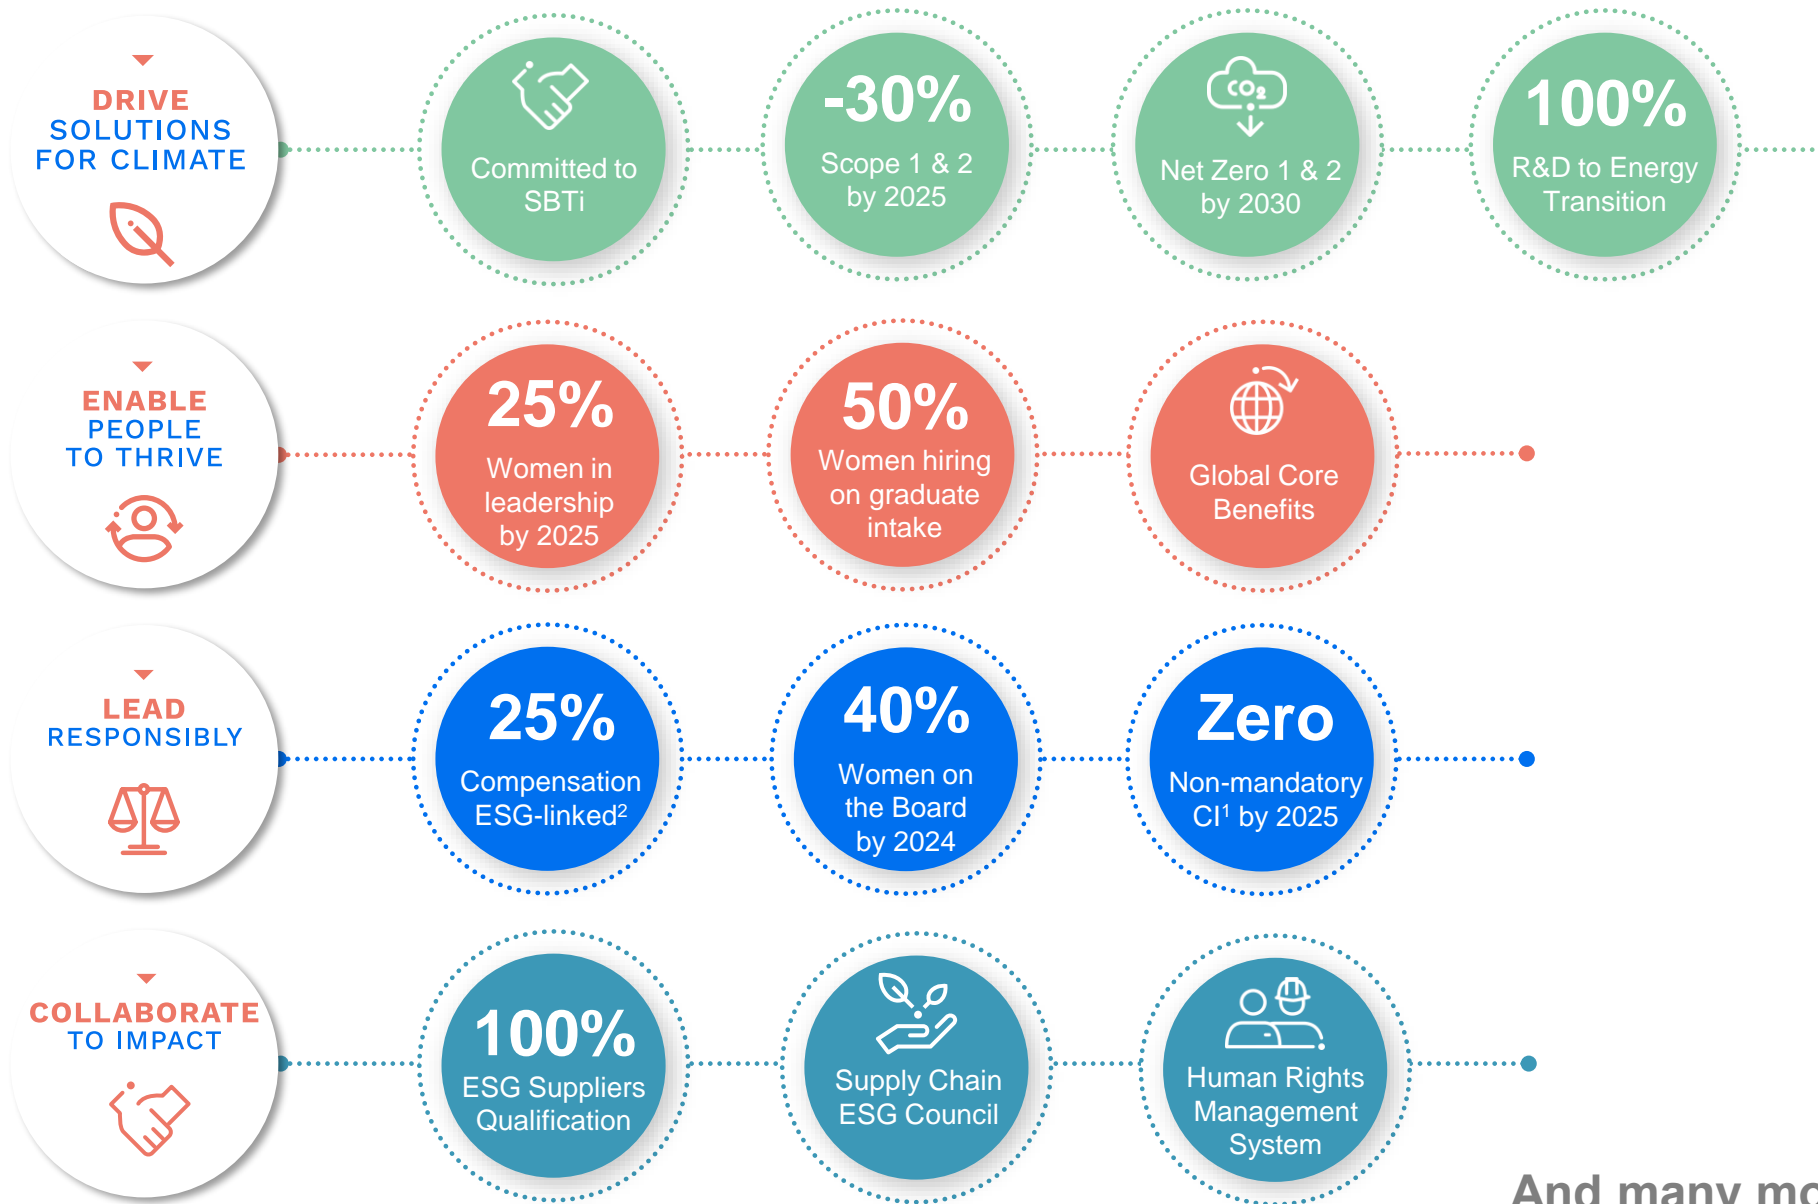 DRIVE
SOLUTIONS
FOR CLIMATE
Committed to
SBTi
-30%
Scope 1 & 2
by 2025
CO2
Net Zero 1 & 2
by 2030
100%
R&D to Energy
Transition
ENABLE
PEOPLE
TO THRIVE
25%
Women in
leadership
by 2025
50%
Women hiring
on graduate
intake
Global Core
Benefits
LEAD
RESPONSIBLY
25%
Compensation
ESG-linked²
40%
Women on
the Board
by 2024
Zero
Non-mandatory
CI¹ by 2025
COLLABORATE
TO IMPACT
100%
ESG Suppliers
Qualification
Supply Chain
ESG Council
Human Rights
Management
System
And many